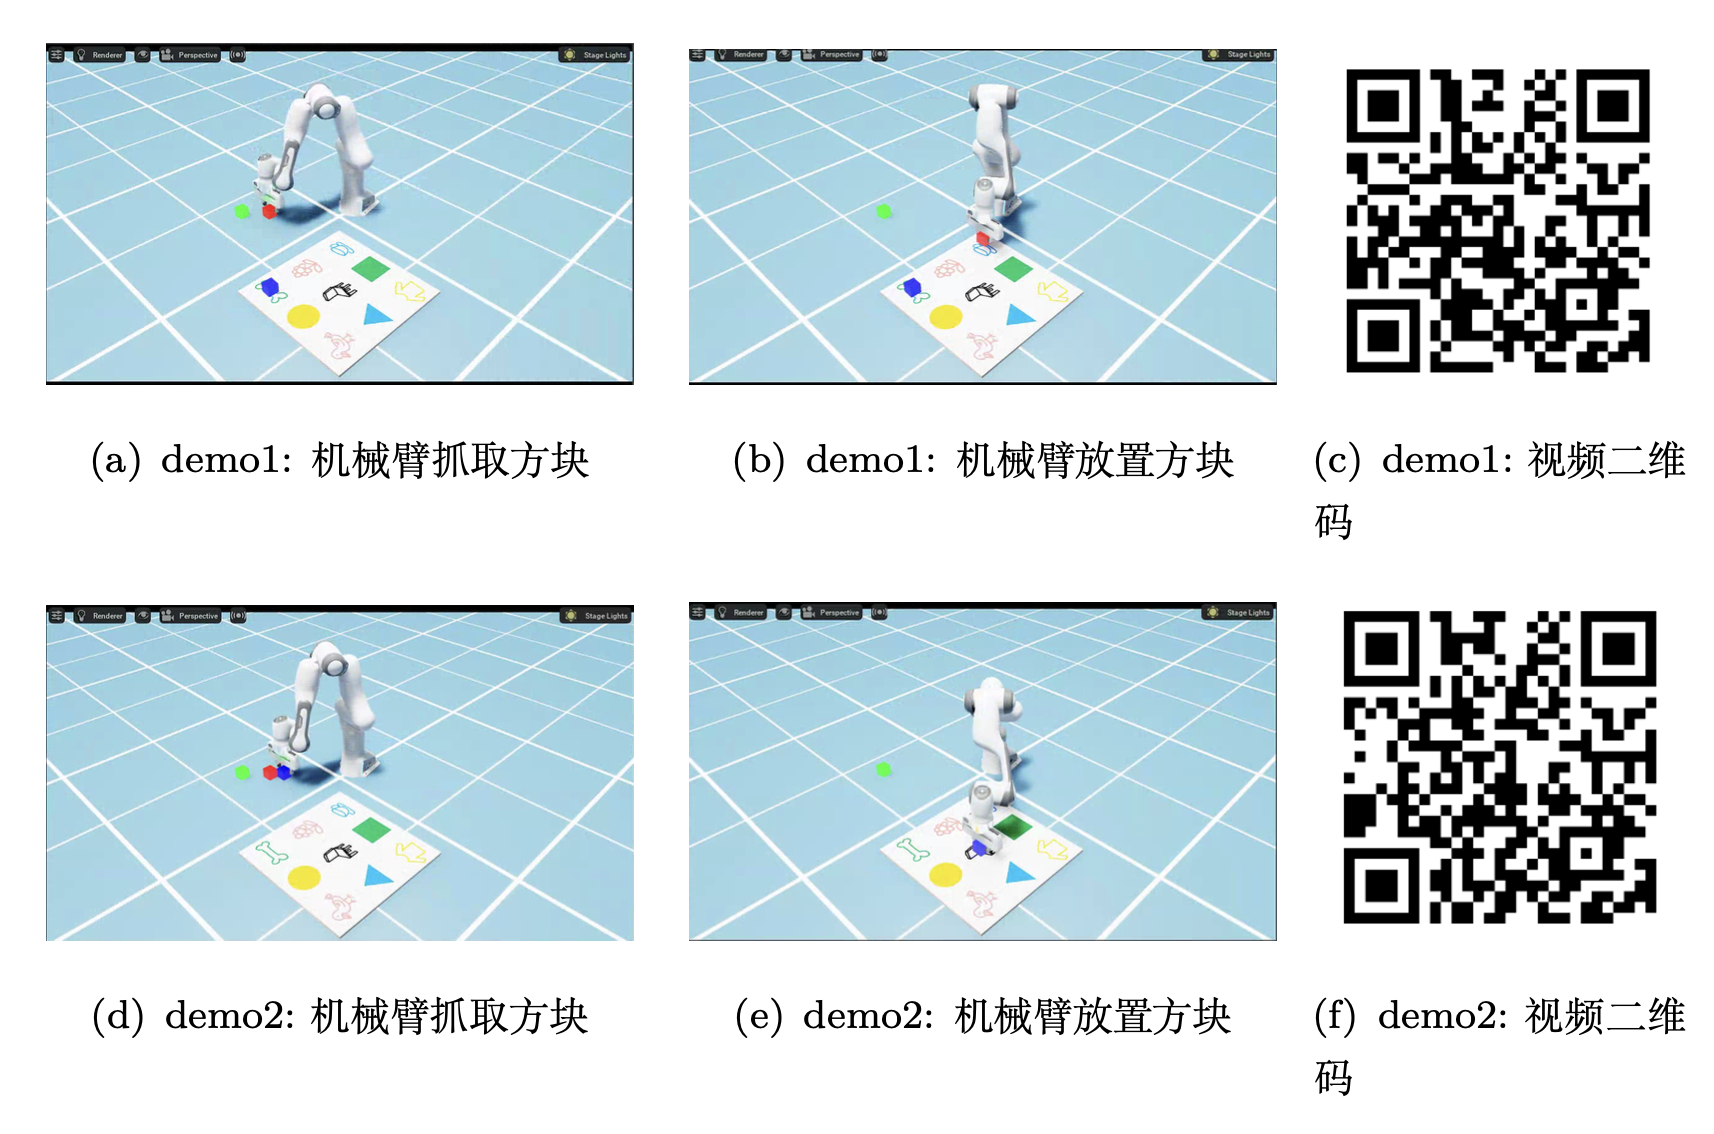 Renderer
Perspective
Stage Lights
Renderer
Perspective
Stage Lights
(a) demo1: 机械臂抓取方块
(b) demo1: 机械臂放置方块
(c) demo1: 视频二维
码
Renderer
Perspective
Stage Lights
Renderer
Perspective
Stage Lights
(d) demo2: 机械臂抓取方块
(e) demo2: 机械臂放置方块
(f) demo2: 视频二维
码